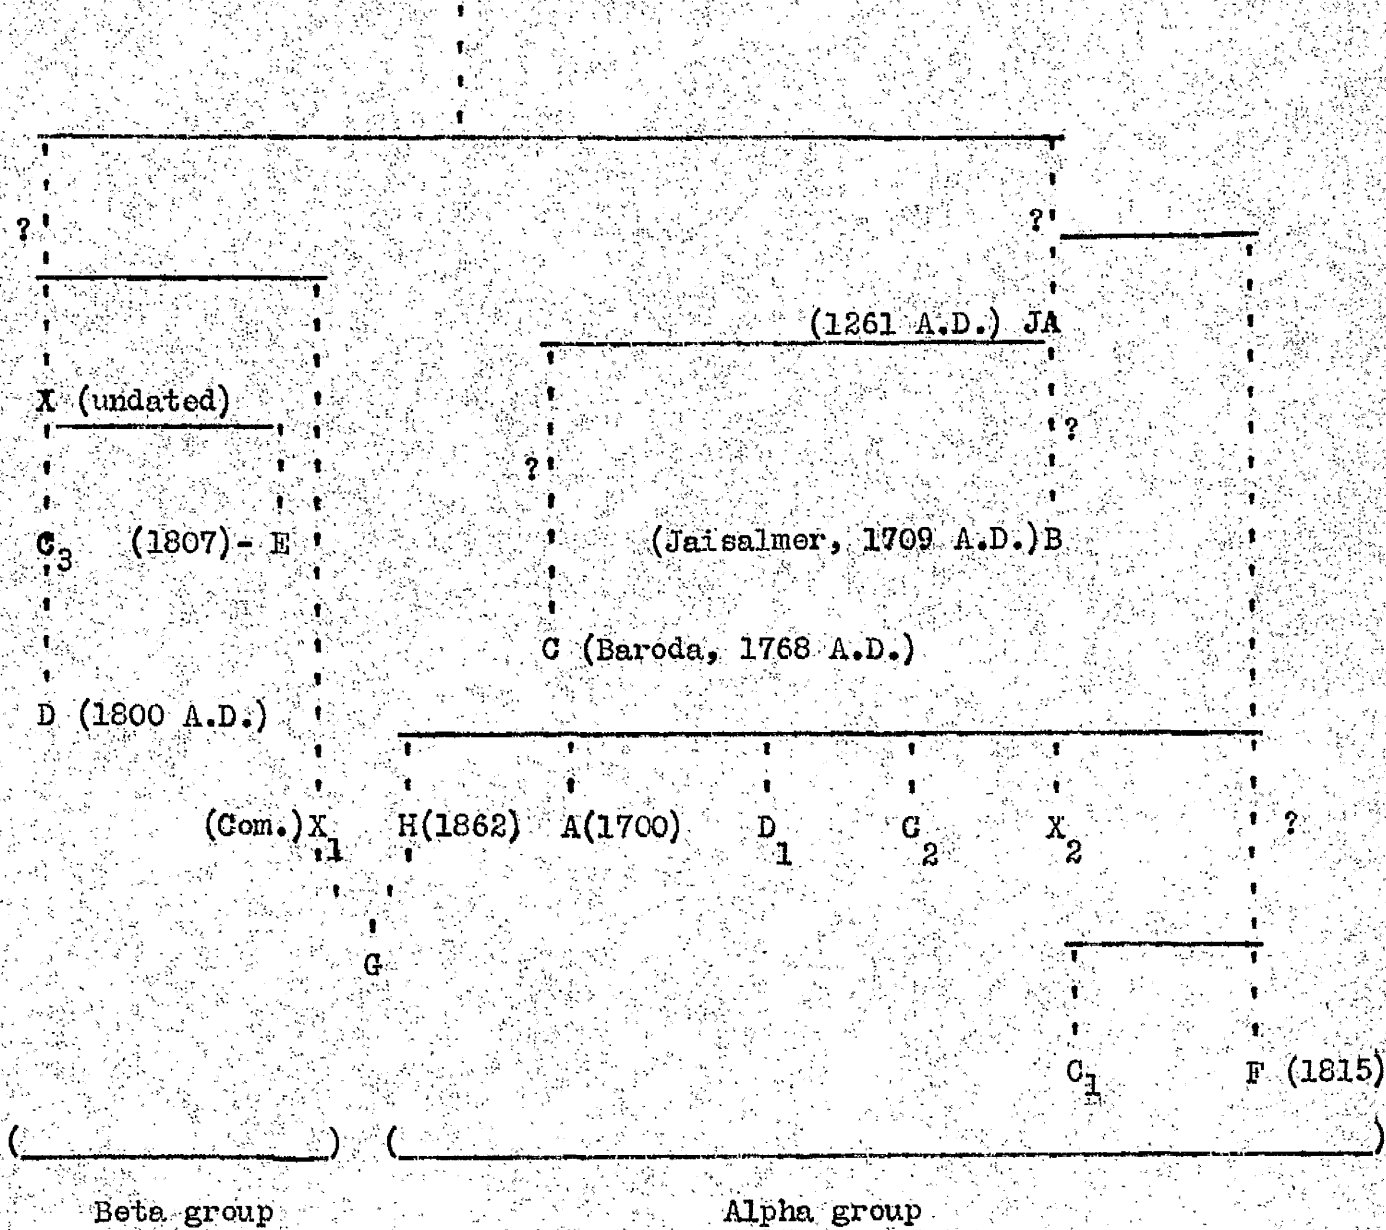 ? ?
(1261 A.D.) JA
X (undated)
?
?
C3 (1807)- E (Jaisalmer, 1709 A.D.)B
C (Baroda, 1768 A.D.)
D (1800 A.D.)
(Com.)X1 H(1862) A(1700) D1 C2 X2 ?
G
C1 F (1815)
( ) ( )
Beta group Alpha group